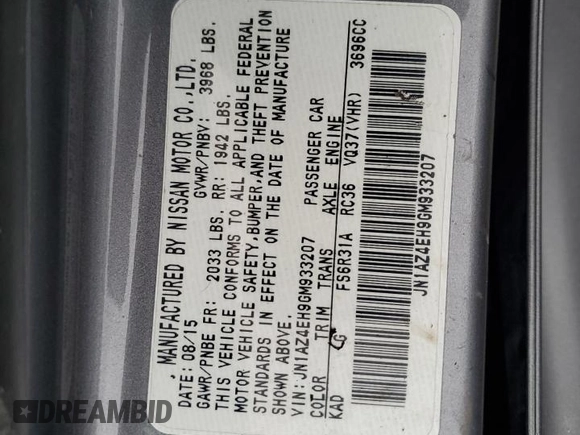 MANUFACTURED BY NISSAN MOTOR CO.,LTD.
DATE: 08/15 GVWR/PNBV: 3968 LBS.
GAWR/PNBE FR: 2033 LBS. RR: 1942 LBS.
THIS VEHICLE CONFORMS TO ALL APPLICABLE FEDERAL
MOTOR VEHICLE SAFETY,BUMPER,AND THEFT PREVENTION
STANDARDS IN EFFECT ON THE DATE OF MANUFACTURE
SHOWN ABOVE.
VIN: JN1AZ4EH9GM933207 PASSENGER CAR
COLOR TRIM TRANS AXLE ENGINE
KAD G FS6R31A RC36 VQ37(VHR) 3696CC
JN1AZ4EH9GM933207
DREAMBID